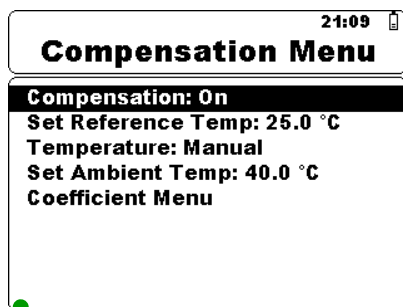 21:09
Compensation Menu
Compensation: On
Set Reference Temp: 25.0 °C
Temperature: Manual
Set Ambient Temp: 40.0 °C
Coefficient Menu